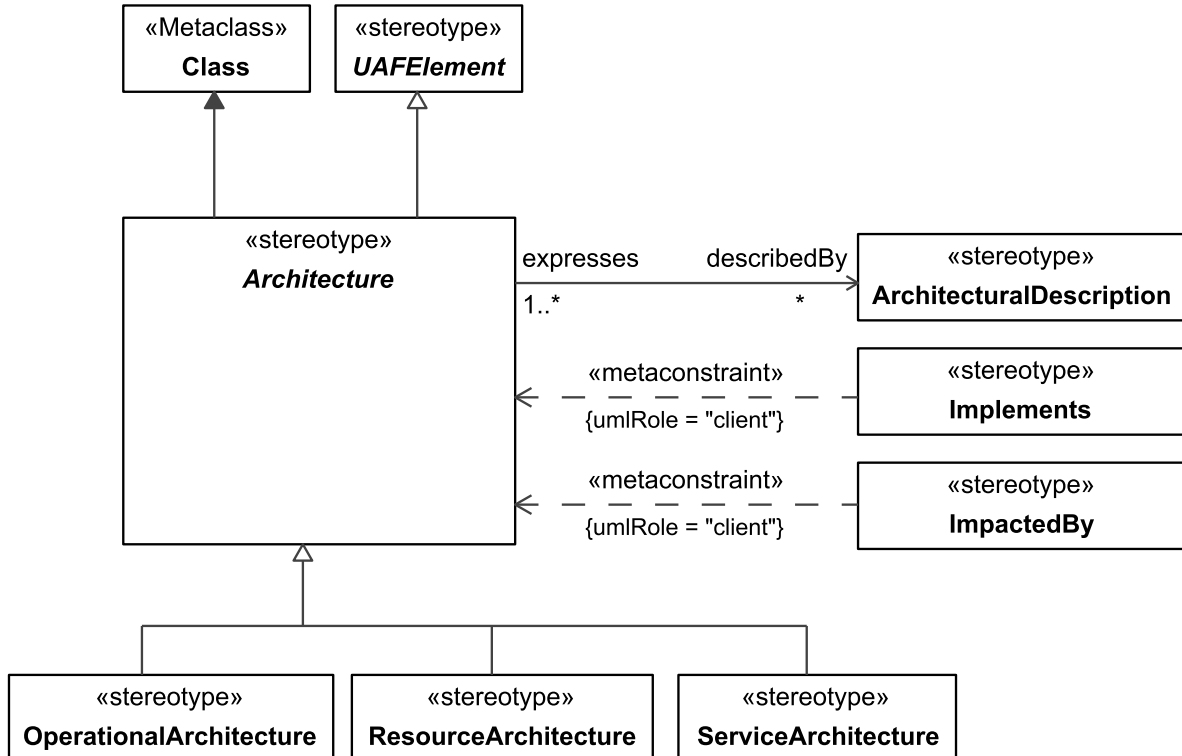 «Metaclass»
Class
«stereotype»
UAFElement
«stereotype»
Architecture
expresses
describedBy
1..*
*
«stereotype»
ArchitecturalDescription
«metaconstraint»
{umlRole = "client"}
«stereotype»
Implements
«metaconstraint»
{umlRole = "client"}
«stereotype»
ImpactedBy
«stereotype»
OperationalArchitecture
«stereotype»
ResourceArchitecture
«stereotype»
ServiceArchitecture